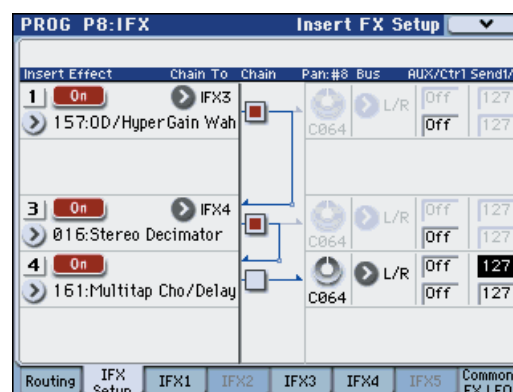 PROG P8:IFX Insert FX Setup
Insert Effect Chain To Chain Pan:#8 Bus AUX/Ctrl Send1/
1 On IFX3 L/R Off 127
157:OD/HyperGain Wah C064 Off 127
3 On IFX4 L/R Off 127
016:Stereo Decimator C064 Off 127
4 On L/R Off 127
161:Multitap Cho/Delay C064 Off 127
Routing IFX Setup IFX1 IFX2 IFX3 IFX4 IFX5 Common FX LFO